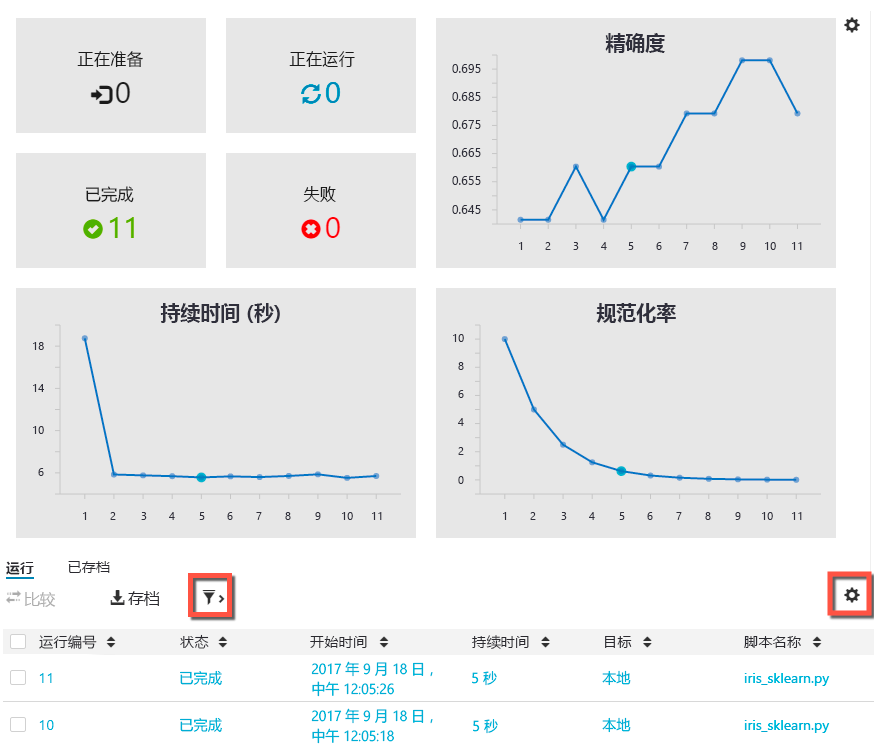 正在准备
0
正在运行
0
已完成
11
失败
0
精确度
0.695
0.685
0.675
0.665
0.655
0.645
1 2 3 4 5 6 7 8 9 10 11
持续时间 (秒)
18
14
10
6
1 2 3 4 5 6 7 8 9 10 11
规范化率
10
8
6
4
2
0
1 2 3 4 5 6 7 8 9 10 11
运行 已存档
比较 存档
运行编号 状态 开始时间 持续时间 目标 脚本名称
11 已完成 2017 年 9 月 18 日，
中午 12:05:26 5 秒 本地 iris_sklearn.py
10 已完成 2017 年 9 月 18 日，
中午 12:05:18 5 秒 本地 iris_sklearn.py